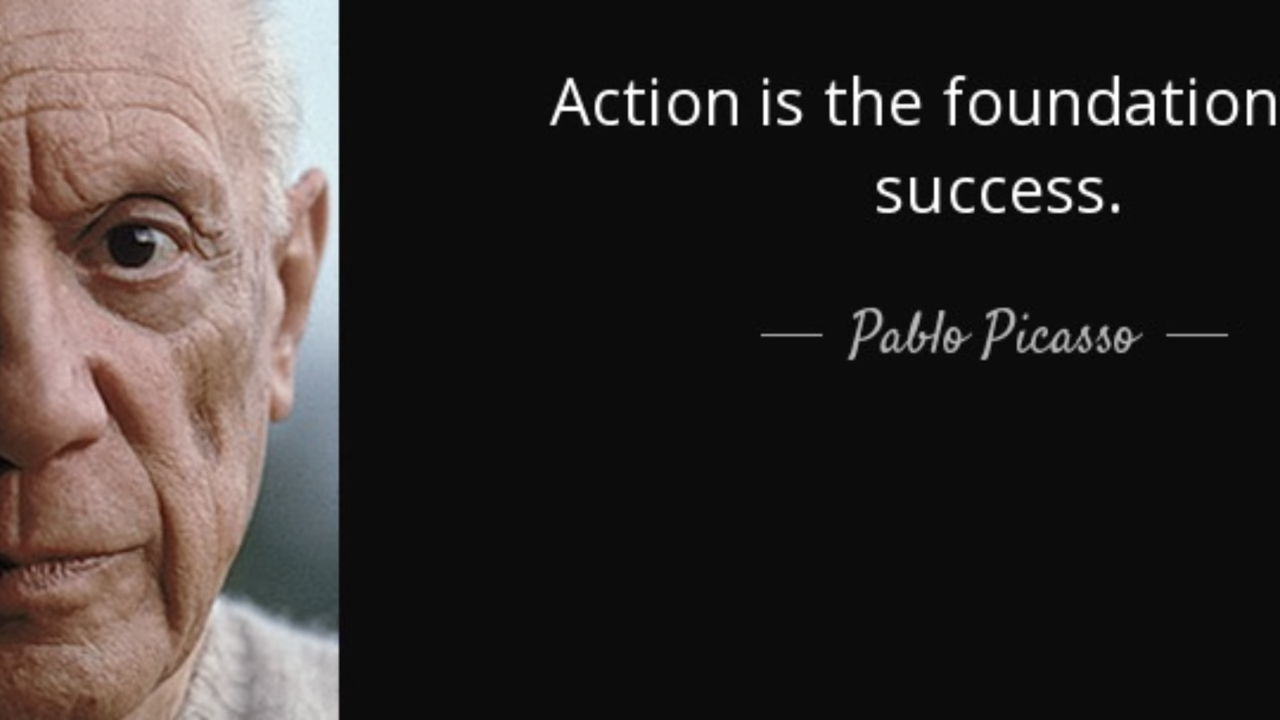 Action is the foundation
success.
Pablo Picasso